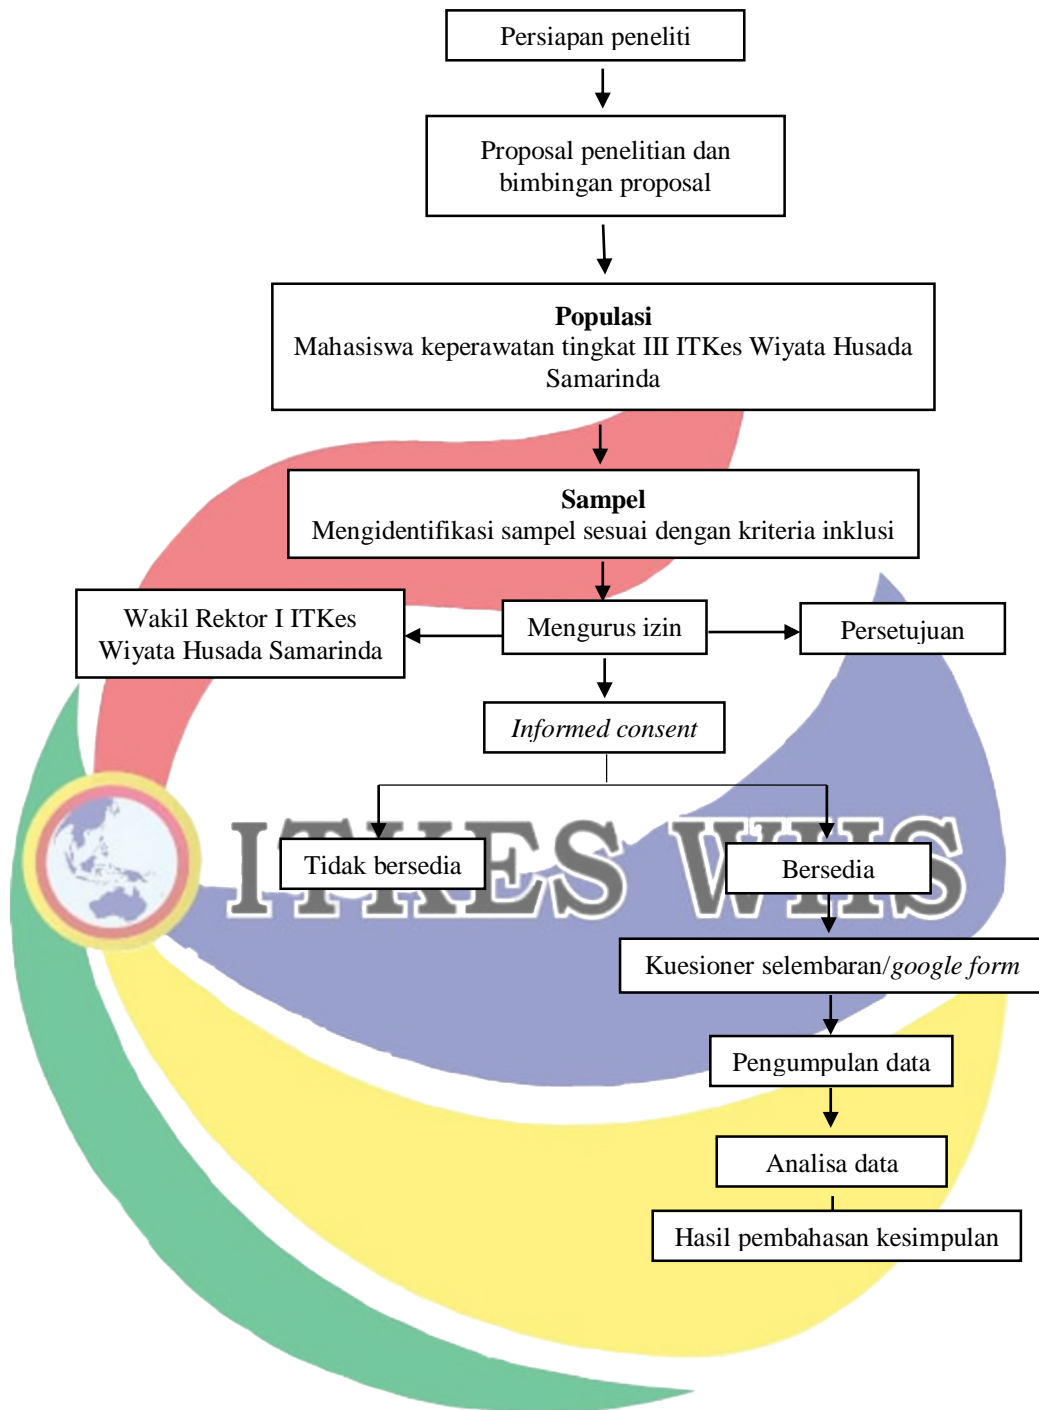 Persiapan peneliti
Proposal penelitian dan
bimbingan proposal
Populasi
Mahasiswa keperawatan tingkat III ITKes Wiyata Husada
Samarinda
Sampel
Mengidentifikasi sampel sesuai dengan kriteria inklusi
Wakil Rektor I ITKes
Wiyata Husada Samarinda
Mengurus izin
Persetujuan
Informed consent
ITKES WHS
Tidak bersedia
Bersedia
Kuesioner selembaran/google form
Pengumpulan data
Analisa data
Hasil pembahasan kesimpulan